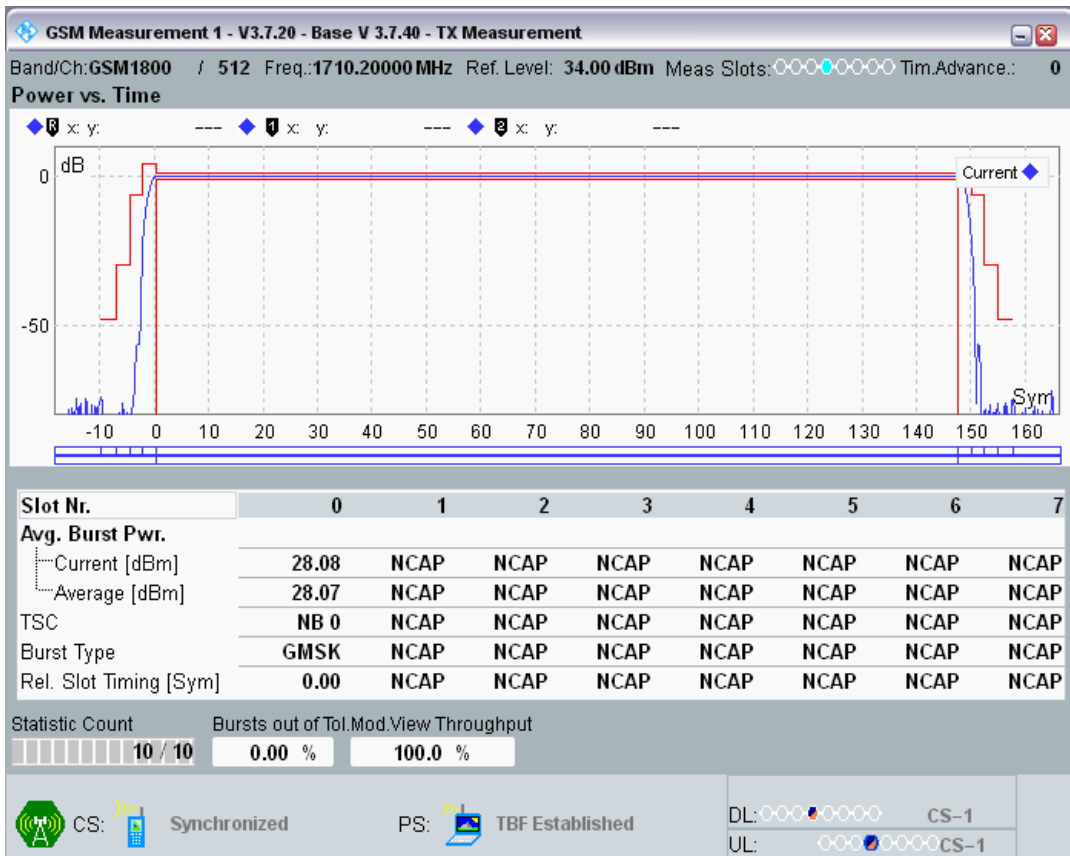 GSM Measurement 1 - V3.7.20 - Base V 3.7.40 - TX Measurement
Band/Ch:GSM1800 / 512 Freq.:1710.20000 MHz Ref. Level: 34.00 dBm Meas Slots: Tim.Advance.: 0
Power vs. Time
R x: y: --- 1 x: y: --- 2 x: y: ---
dB
0
Current
-50
Sym
-10 0 10 20 30 40 50 60 70 80 90 100 110 120 130 140 150 160
Slot Nr. 0 1 2 3 4 5 6 7
Avg. Burst Pwr.
Current [dBm] 28.08 NCAP NCAP NCAP NCAP NCAP NCAP NCAP
Average [dBm] 28.07 NCAP NCAP NCAP NCAP NCAP NCAP NCAP
TSC NB 0 NCAP NCAP NCAP NCAP NCAP NCAP NCAP
Burst Type GMSK NCAP NCAP NCAP NCAP NCAP NCAP NCAP
Rel. Slot Timing [Sym] 0.00 NCAP NCAP NCAP NCAP NCAP NCAP NCAP
Statistic Count Bursts out of Tol.Mod.View Throughput
10 / 10 0.00 % 100.0 %
CS: Synchronized PS: TBF Established
DL: CS-1
UL: CS-1